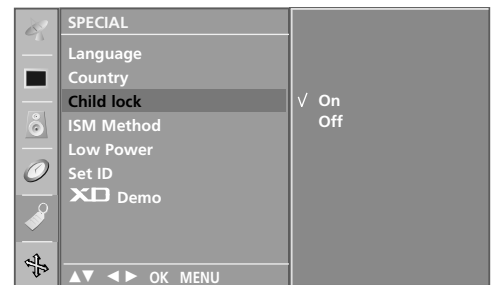 SPECIAL
Language
Country
Child lock
√ On
Off
ISM Method
Low Power
Set ID
XD Demo
▲▼ ◄► OK MENU